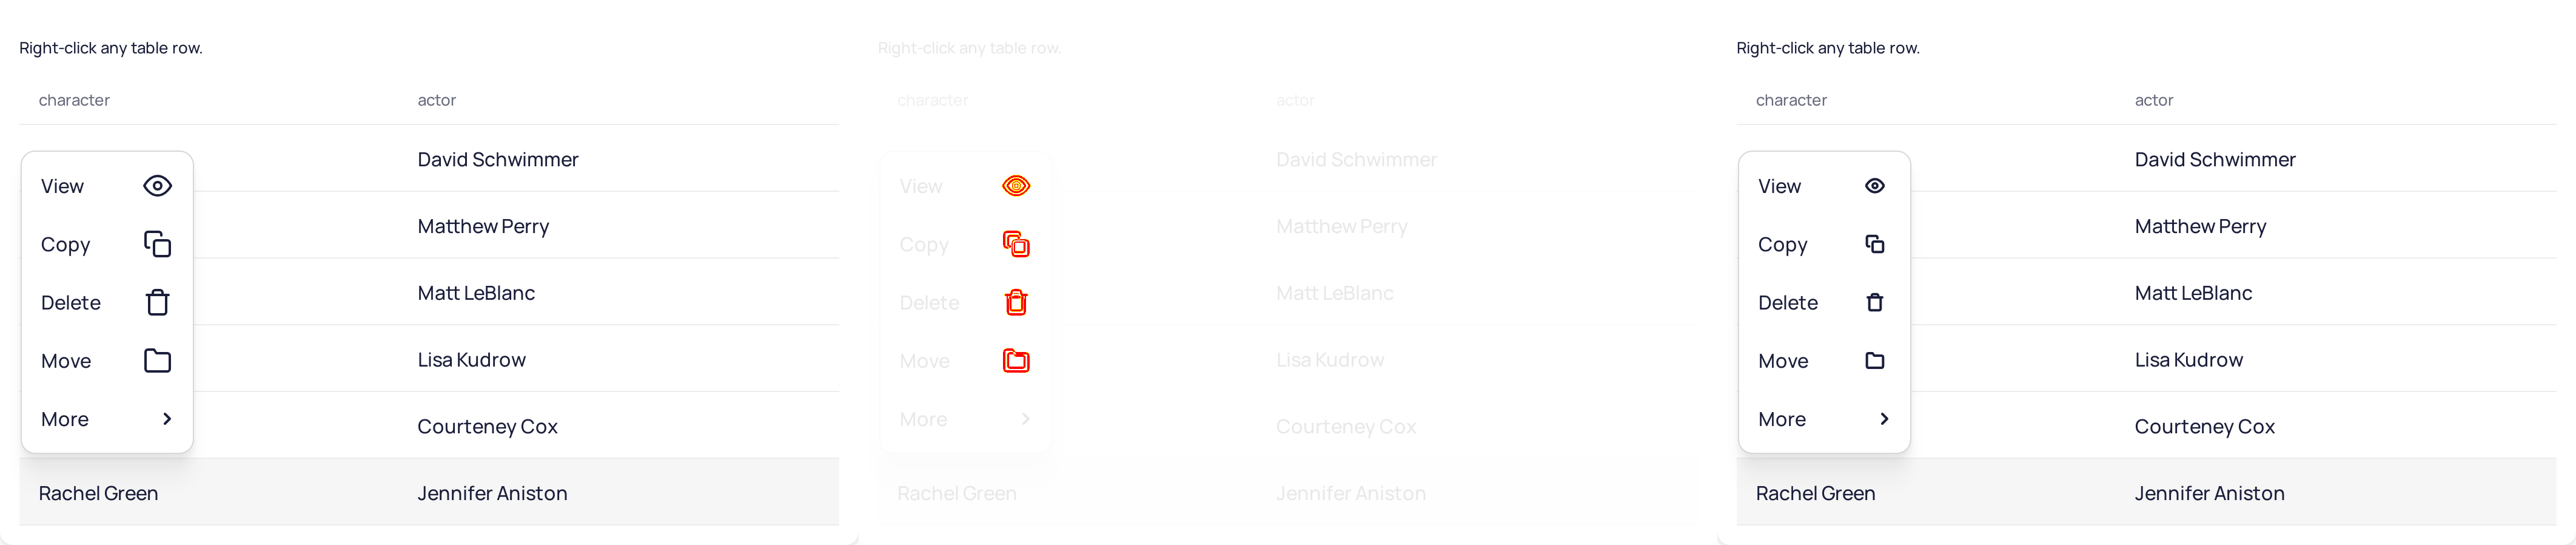 Right-click any table row.
character actor
David Schwimmer
View
Matthew Perry
Copy
Matt LeBlanc
Delete
Lisa Kudrow
Move
Courteney Cox
More
Rachel Green Jennifer Aniston
Right-click any table row.
character actor
David Schwimmer
View
Matthew Perry
Copy
Matt LeBlanc
Delete
Lisa Kudrow
Move
Courteney Cox
More
Rachel Green Jennifer Aniston
Right-click any table row.
character actor
David Schwimmer
View
Matthew Perry
Copy
Matt LeBlanc
Delete
Lisa Kudrow
Move
Courteney Cox
More
Rachel Green Jennifer Aniston